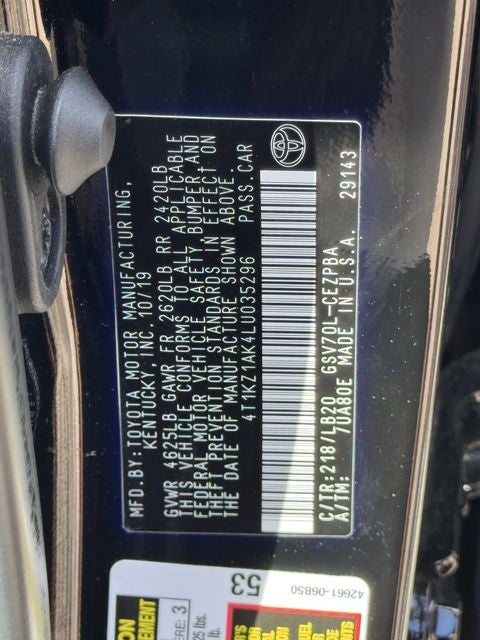 MFD.BY:TOYOTA MOTOR MANUFACTURING,
KENTUCKY, INC. 10/19
GVWR 4625LB GAWR FR 2620LB RR 2420LB
THIS VEHICLE CONFORMS TO ALL APPLICABLE
FEDERAL MOTOR VEHICLE SAFETY, BUMPER, AND
THEFT PREVENTION STANDARDS IN EFFECT ON
THE DATE OF MANUFACTURE SHOWN ABOVE.
4T1KZ1AK4LU035296 PASS.CAR
C/TR:218/LB20 GSV70L-CEZPBA
A/TM: 7UA80E MADE IN U.S.A. 29143
42661-06B50
53
3